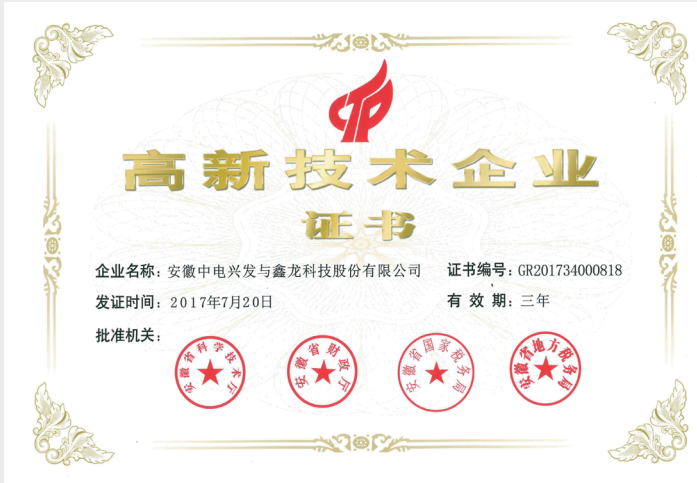 高新技术企业
证书
企业名称：安徽中电兴发与鑫龙科技股份有限公司 证书编号：GR201734000818
发证时间：2017年7月20日 有效期：三年
批准机关：
安徽省科学技术厅
安徽省财政厅
安徽省国家税务局
安徽省地方税务局